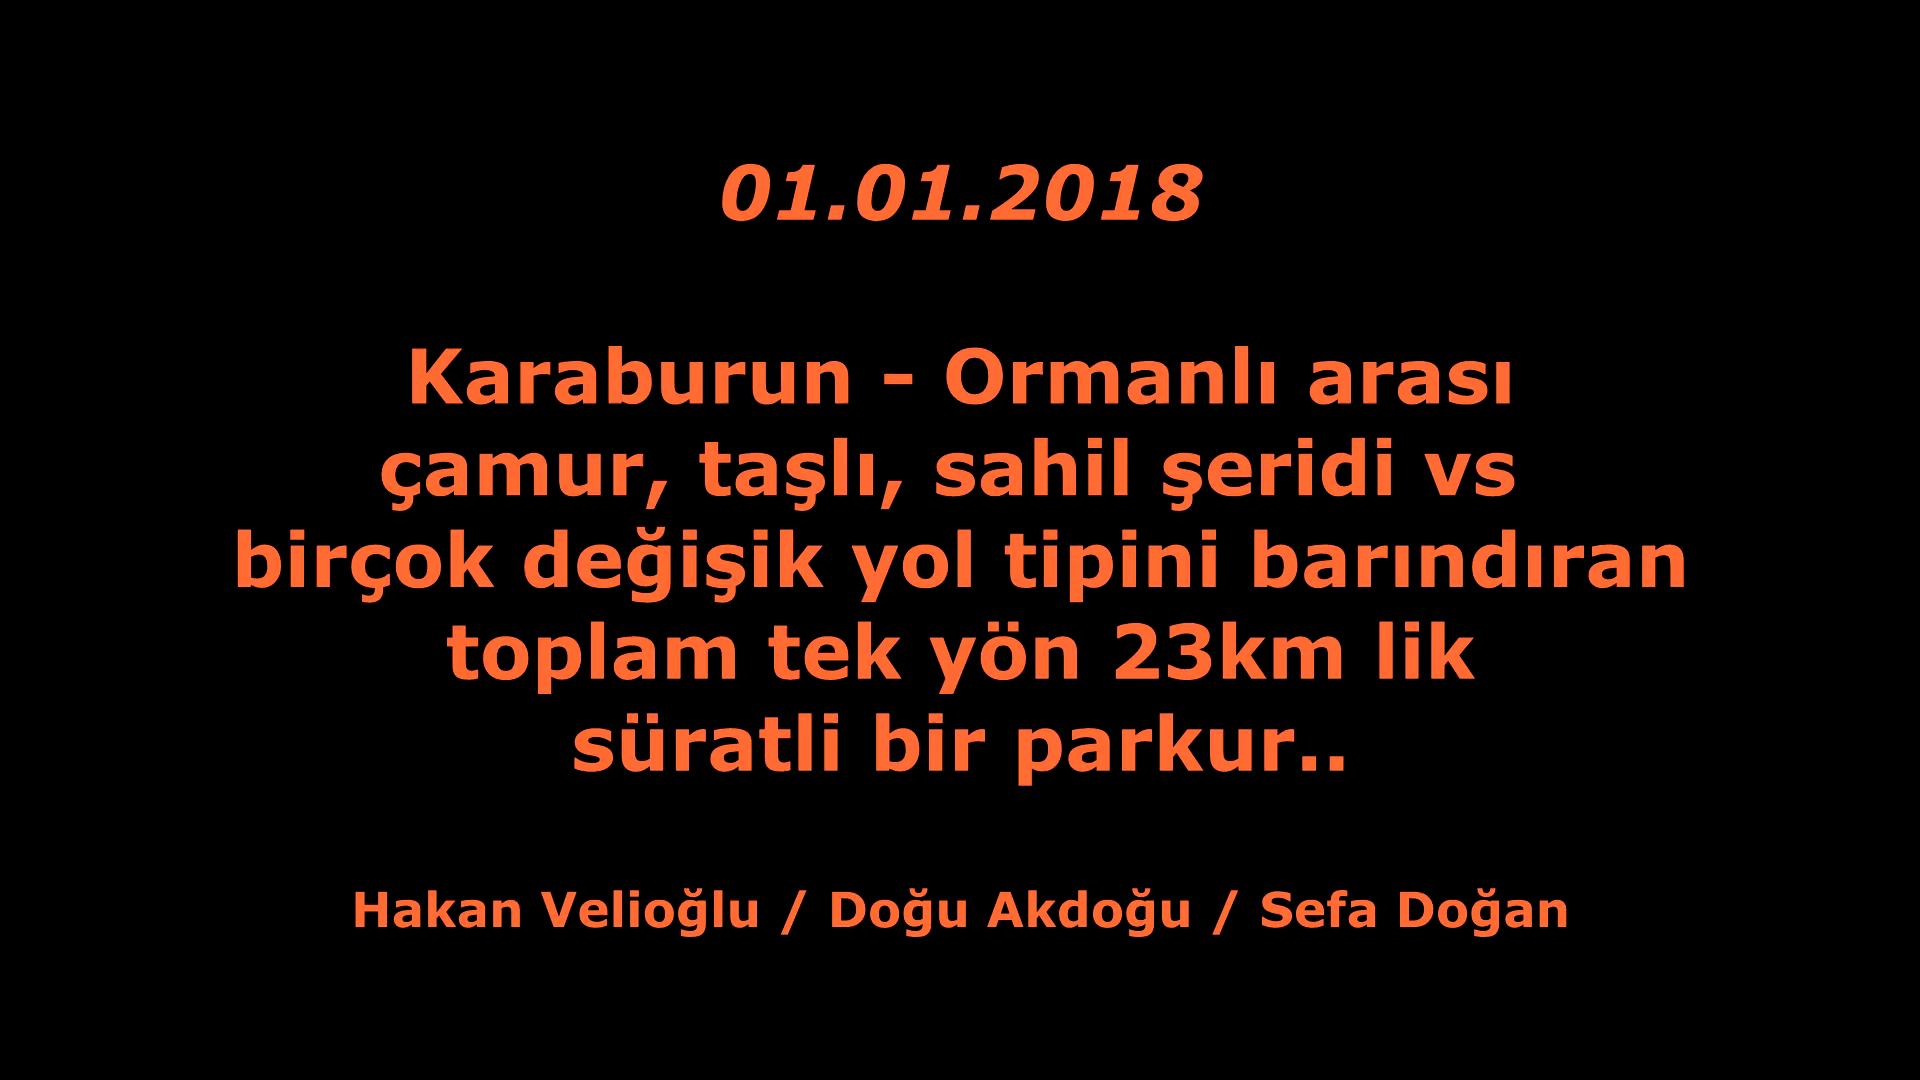 01.01.2018
Karaburun - Ormanlı arası
çamur, taşlı, sahil şeridi vs
birçok değişik yol tipini barındıran
toplam tek yön 23km lik
süratli bir parkur..
Hakan Velioğlu / Doğu Akdoğu / Sefa Doğan